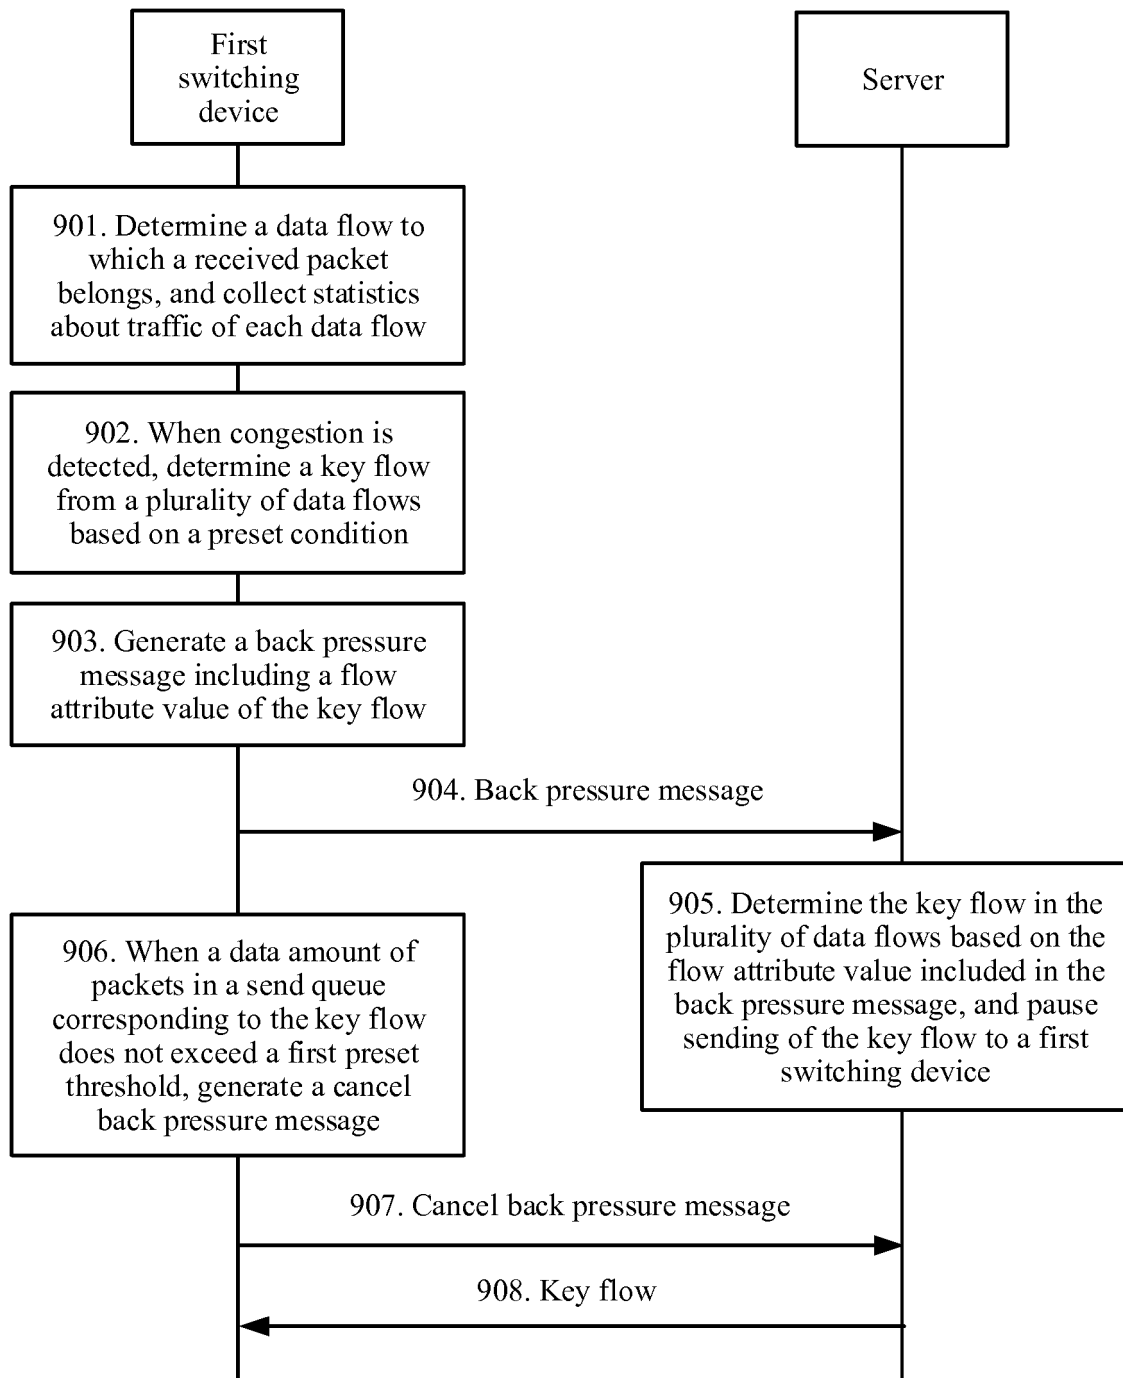 First
switching
device
Server
901. Determine a data flow to
which a received packet
belongs, and collect statistics
about traffic of each data flow
902. When congestion is
detected, determine a key flow
from a plurality of data flows
based on a preset condition
903. Generate a back pressure
message including a flow
attribute value of the key flow
904. Back pressure message
905. Determine the key flow in the
plurality of data flows based on the
flow attribute value included in the
back pressure message, and pause
sending of the key flow to a first
switching device
906. When a data amount of
packets in a send queue
corresponding to the key flow
does not exceed a first preset
threshold, generate a cancel
back pressure message
907. Cancel back pressure message
908. Key flow